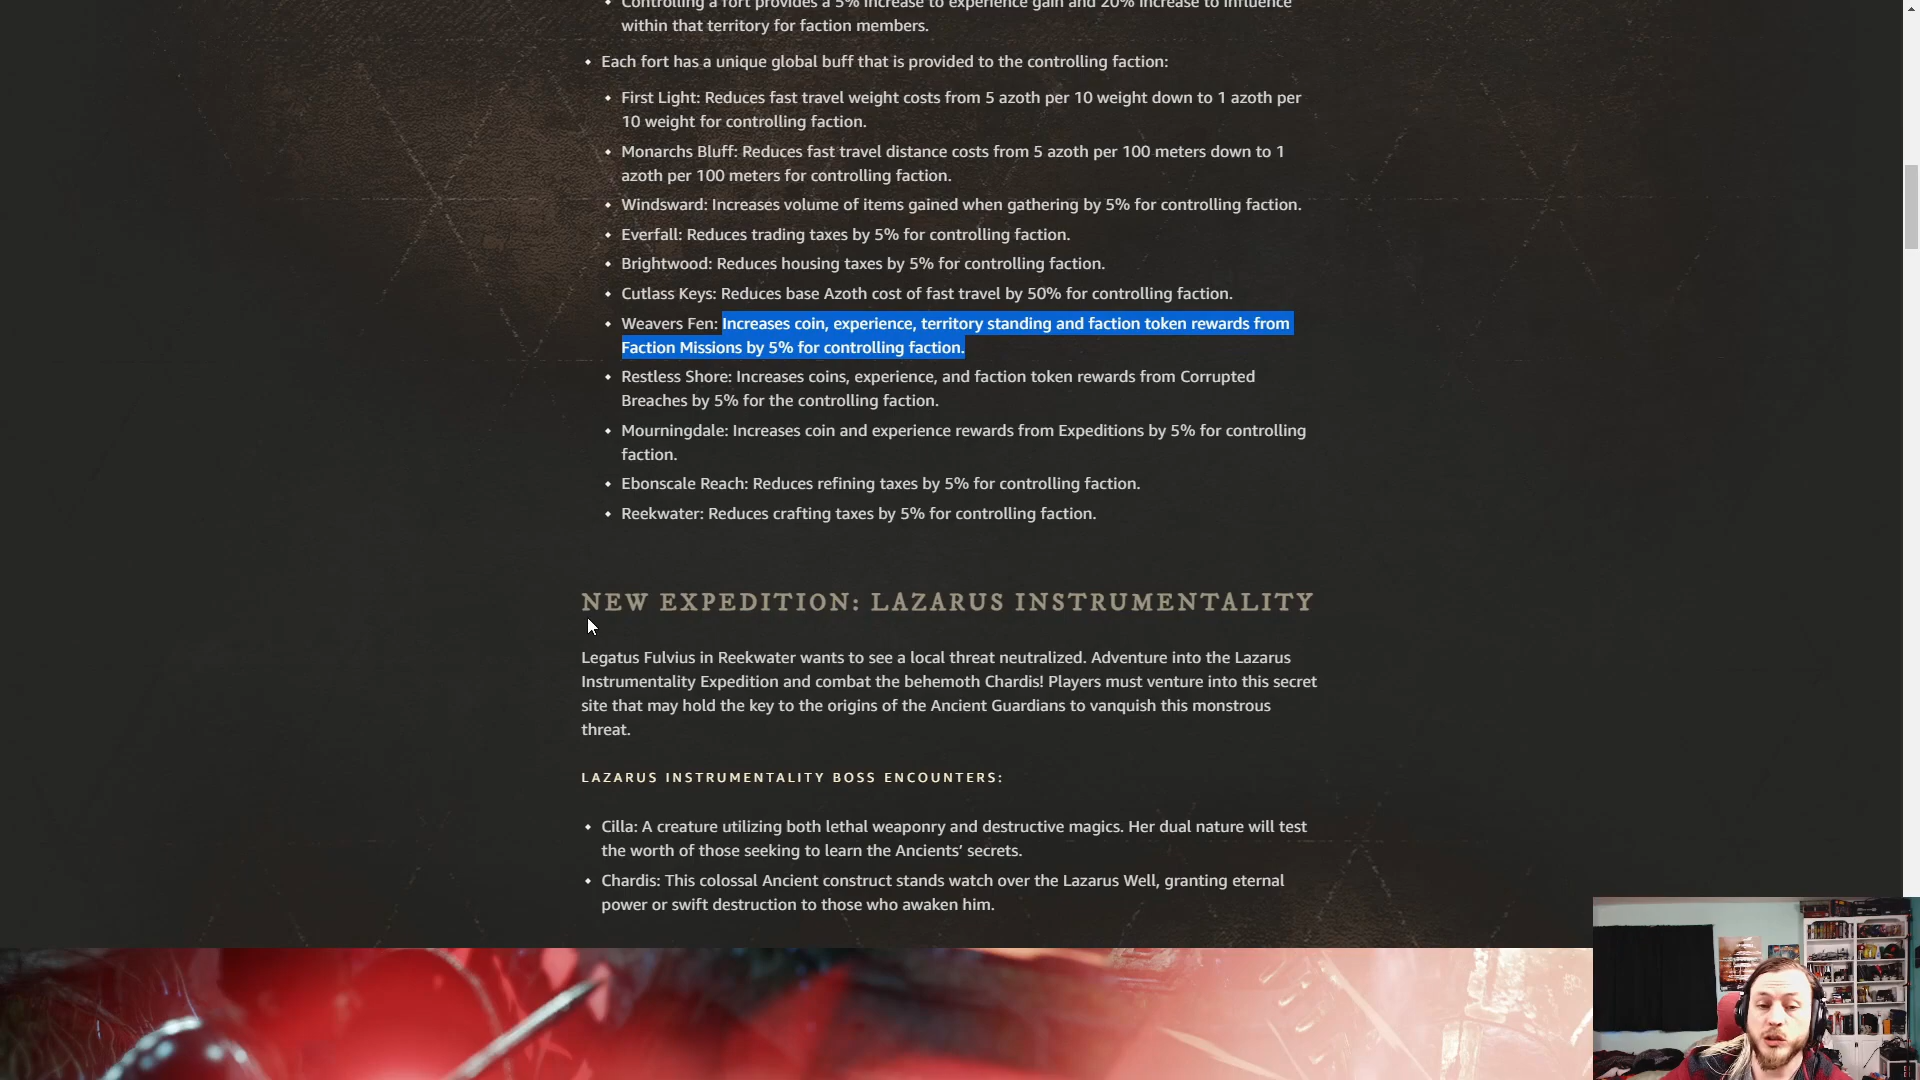 Controlling a fort provides a 5% increase to experience gain and 20% increase to influence
within that territory for faction members.
Each fort has a unique global buff that is provided to the controlling faction:
First Light: Reduces fast travel weight costs from 5 azoth per 10 weight down to 1 azoth per
10 weight for controlling faction.
Monarchs Bluff: Reduces fast travel distance costs from 5 azoth per 100 meters down to 1
azoth per 100 meters for controlling faction.
Windsward: Increases volume of items gained when gathering by 5% for controlling faction.
Everfall: Reduces trading taxes by 5% for controlling faction.
Brightwood: Reduces housing taxes by 5% for controlling faction.
Cutlass Keys: Reduces base Azoth cost of fast travel by 50% for controlling faction.
Weavers Fen: Increases coin, experience, territory standing and faction token rewards from
Faction Missions by 5% for controlling faction.
Restless Shore: Increases coins, experience, and faction token rewards from Corrupted
Breaches by 5% for the controlling faction.
Mourningdale: Increases coin and experience rewards from Expeditions by 5% for controlling
faction.
Ebonscale Reach: Reduces refining taxes by 5% for controlling faction.
Reekwater: Reduces crafting taxes by 5% for controlling faction.
NEW EXPEDITION: LAZARUS INSTRUMENTALITY
Legatus Fulvius in Reekwater wants to see a local threat neutralized. Adventure into the Lazarus
Instrumentality Expedition and combat the behemoth Chardis! Players must venture into this secret
site that may hold the key to the origins of the Ancient Guardians to vanquish this monstrous
threat.
LAZARUS INSTRUMENTALITY BOSS ENCOUNTERS:
Cilla: A creature utilizing both lethal weaponry and destructive magics. Her dual nature will test
the worth of those seeking to learn the Ancients’ secrets.
Chardis: This colossal Ancient construct stands watch over the Lazarus Well, granting eternal
power or swift destruction to those who awaken him.